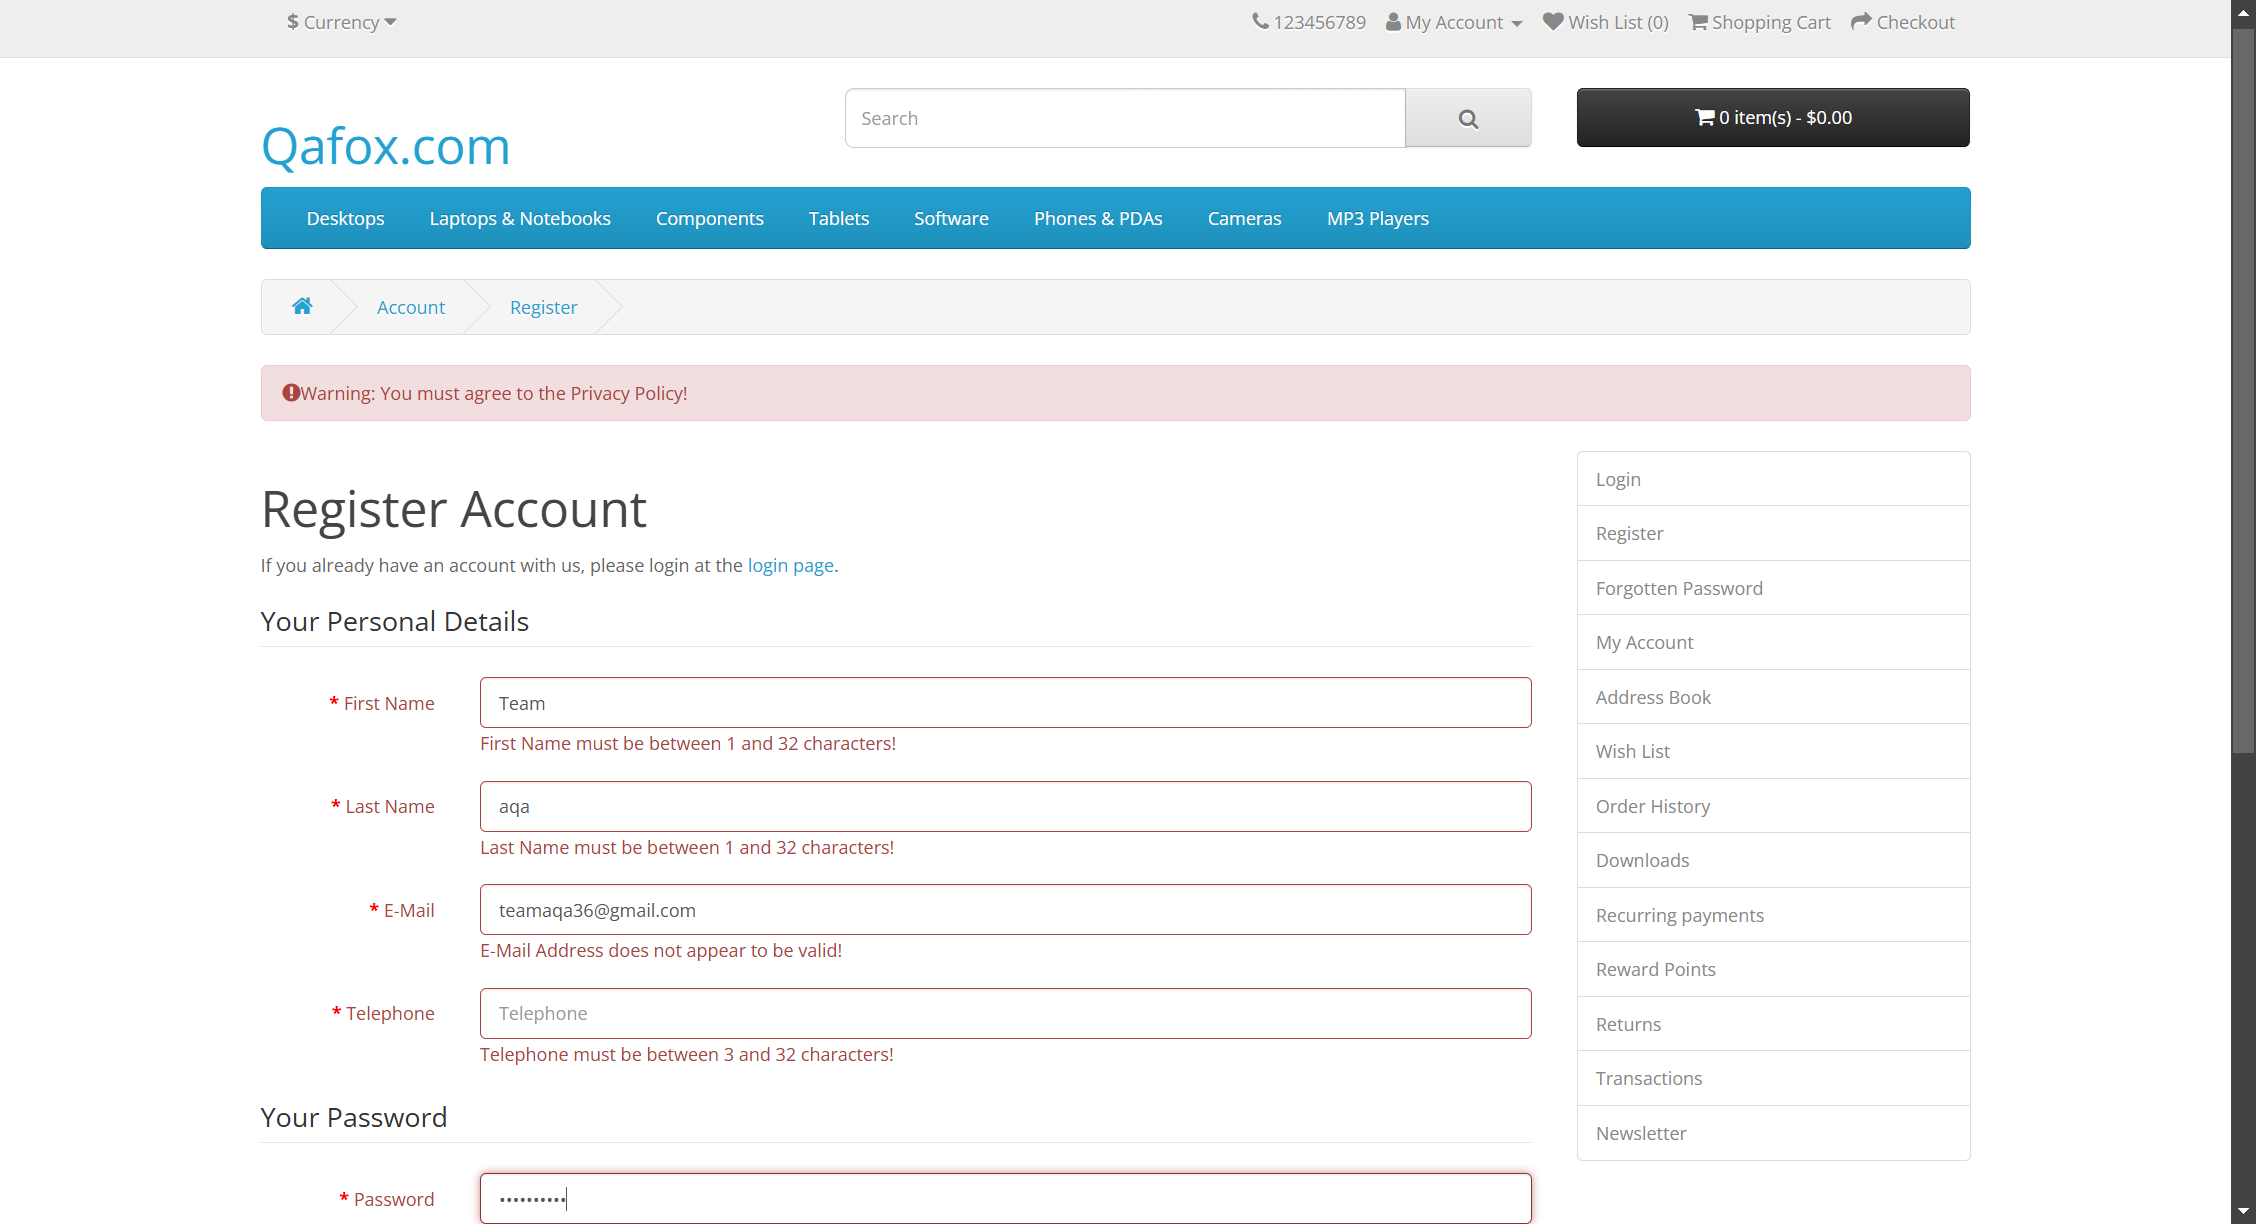 $ Currency
123456789 My Account Wish List (0) Shopping Cart Checkout
Search
0 item(s) - $0.00
Qafox.com
Desktops Laptops & Notebooks Components Tablets Software Phones & PDAs Cameras MP3 Players
Account Register
Warning: You must agree to the Privacy Policy!
Register Account
If you already have an account with us, please login at the login page.
Your Personal Details
* First Name
Team
First Name must be between 1 and 32 characters!
* Last Name
aqa
Last Name must be between 1 and 32 characters!
* E-Mail
teamaqa36@gmail.com
E-Mail Address does not appear to be valid!
* Telephone
Telephone
Telephone must be between 3 and 32 characters!
Your Password
* Password
••••••••••
Login
Register
Forgotten Password
My Account
Address Book
Wish List
Order History
Downloads
Recurring payments
Reward Points
Returns
Transactions
Newsletter